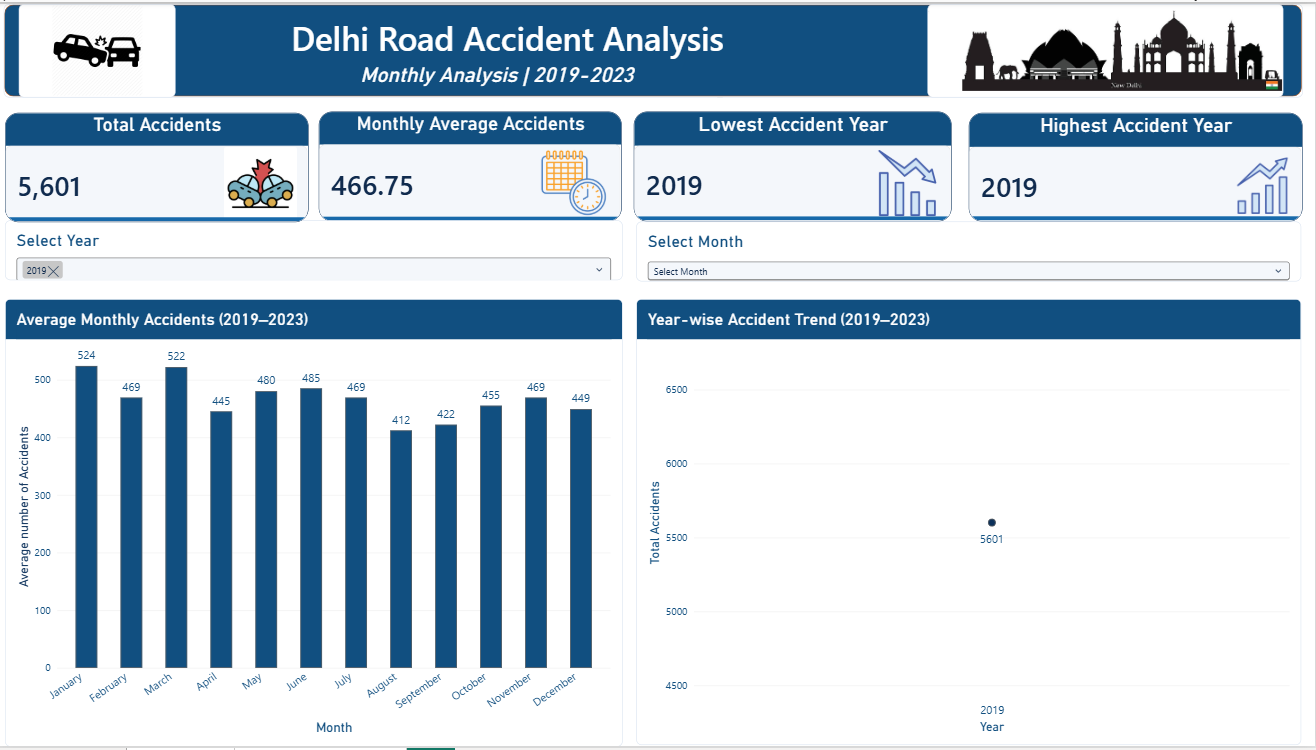 Delhi Road Accident Analysis
Monthly Analysis | 2019-2023
New Delhi
Total Accidents
5,601
Monthly Average Accidents
466.75
Lowest Accident Year
2019
Highest Accident Year
2019
Select Year
2019
Select Month
Select Month
Average Monthly Accidents (2019–2023)
524
469
522
445
480
485
469
412
422
455
469
449
500
400
300
200
100
0
Average number of Accidents
January
February
March
April
May
June
July
August
September
October
November
December
Month
Year-wise Accident Trend (2019–2023)
6500
6000
5500
5000
4500
Total Accidents
5601
2019
Year